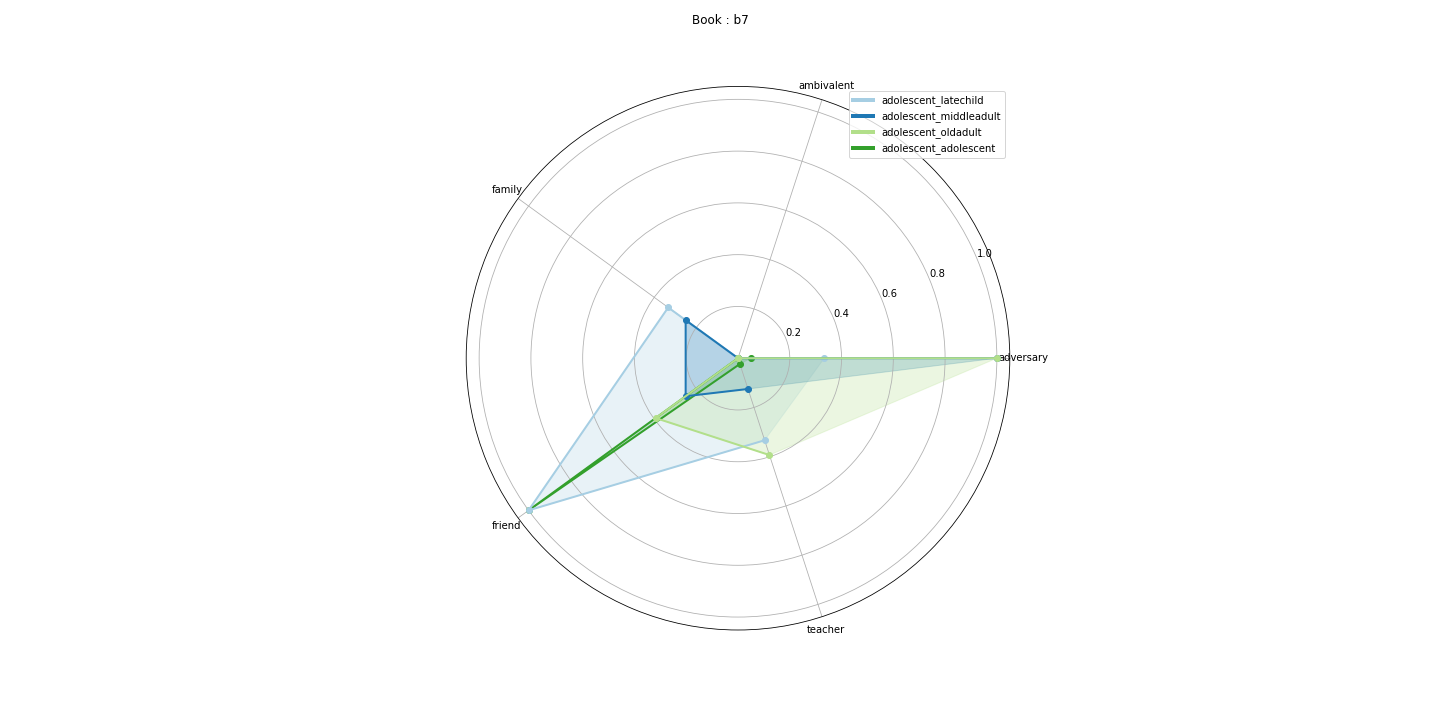 Book : b7
ambivalent
adolescent_latechild
adolescent_middleadult
adolescent_oldadult
adolescent_adolescent
family
1.0
0.8
0.6
0.4
0.2
adversary
friend
teacher